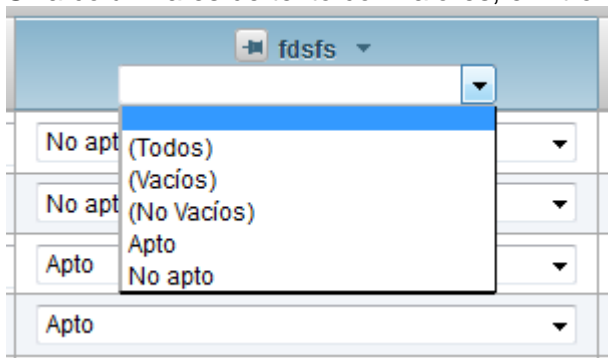 fdsfs
No apt
(Todos)
(Vacíos)
No apt
(No Vacíos)
Apto
Apto
No apto
Apto